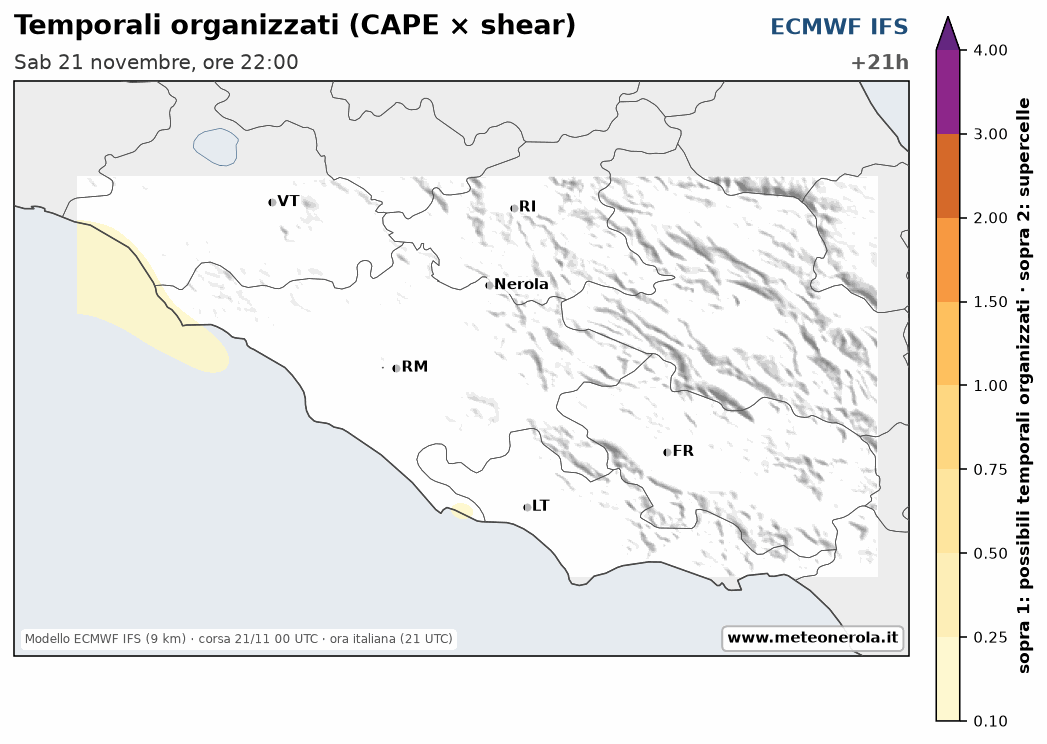 Temporali organizzati (CAPE × shear)
ECMWF IFS
Sab 21 novembre, ore 22:00
+21h
VT
RI
Nerola
RM
FR
LT
Modello ECMWF IFS (9 km) · corsa 21/11 00 UTC · ora italiana (21 UTC)
www.meteonerola.it
4.00
3.00
2.00
1.50
1.00
0.75
0.50
0.25
0.10
sopra 1: possibili temporali organizzati · sopra 2: supercelle